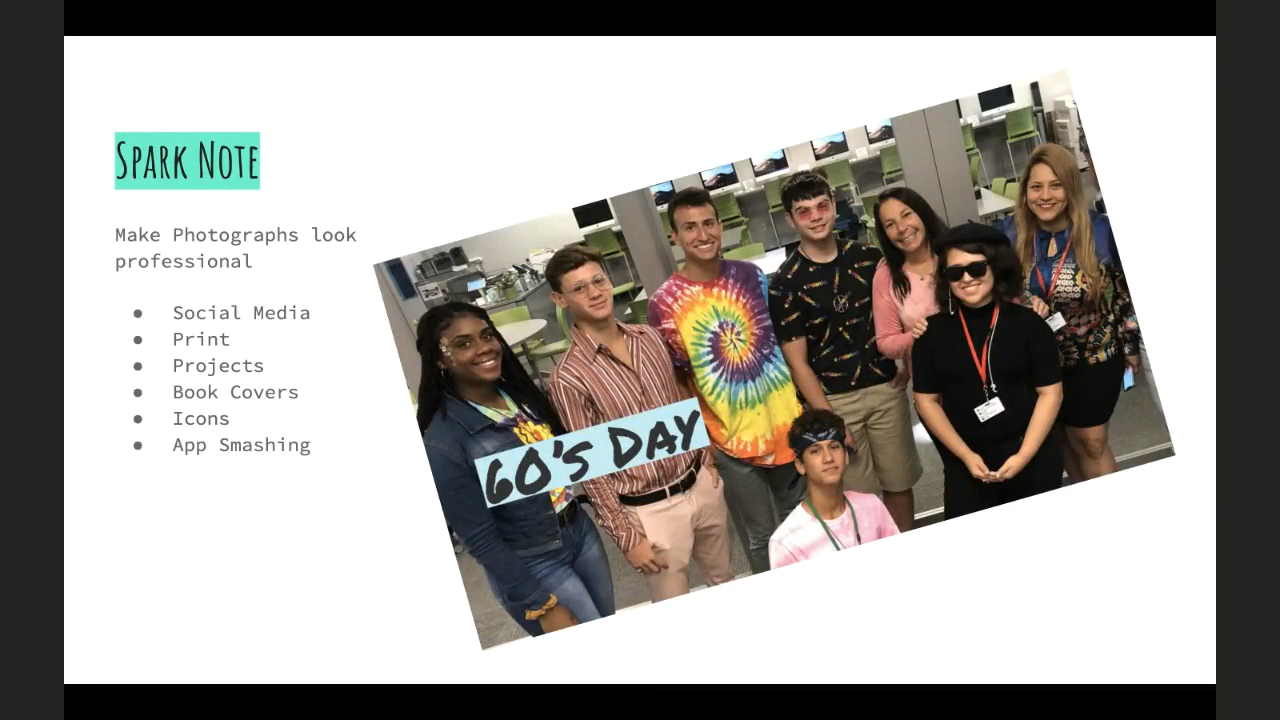 Spark Note
Make Photographs look
professional
● Social Media
● Print
● Projects
● Book Covers
● Icons
● App Smashing
60's Day